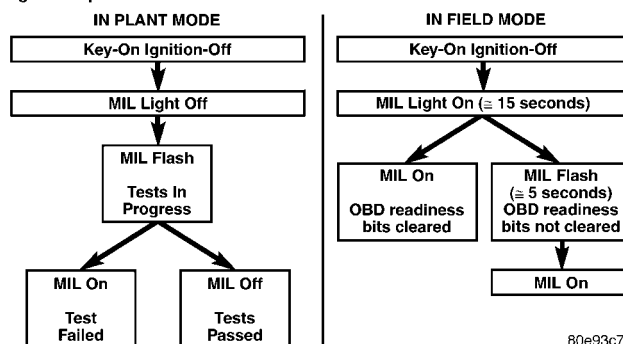 IN PLANT MODE
Key-On Ignition-Off
MIL Light Off
MIL Flash
Tests In
Progress
MIL On
Test
Failed
MIL Off
Tests
Passed
IN FIELD MODE
Key-On Ignition-Off
MIL Light On (≅ 15 seconds)
MIL On
OBD readiness
bits cleared
MIL Flash
(≅ 5 seconds)
OBD readiness
bits not cleared
MIL On
80e93c7